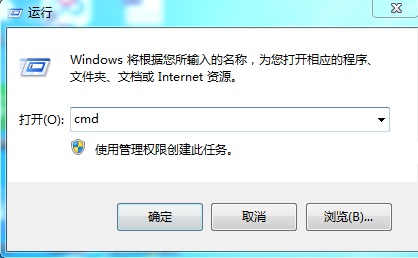 运行
Windows 将根据您所输入的名称，为您打开相应的程序、
文件夹、文档或 Internet 资源。
打开(O): cmd
使用管理权限创建此任务。
确定 取消 浏览(B)...